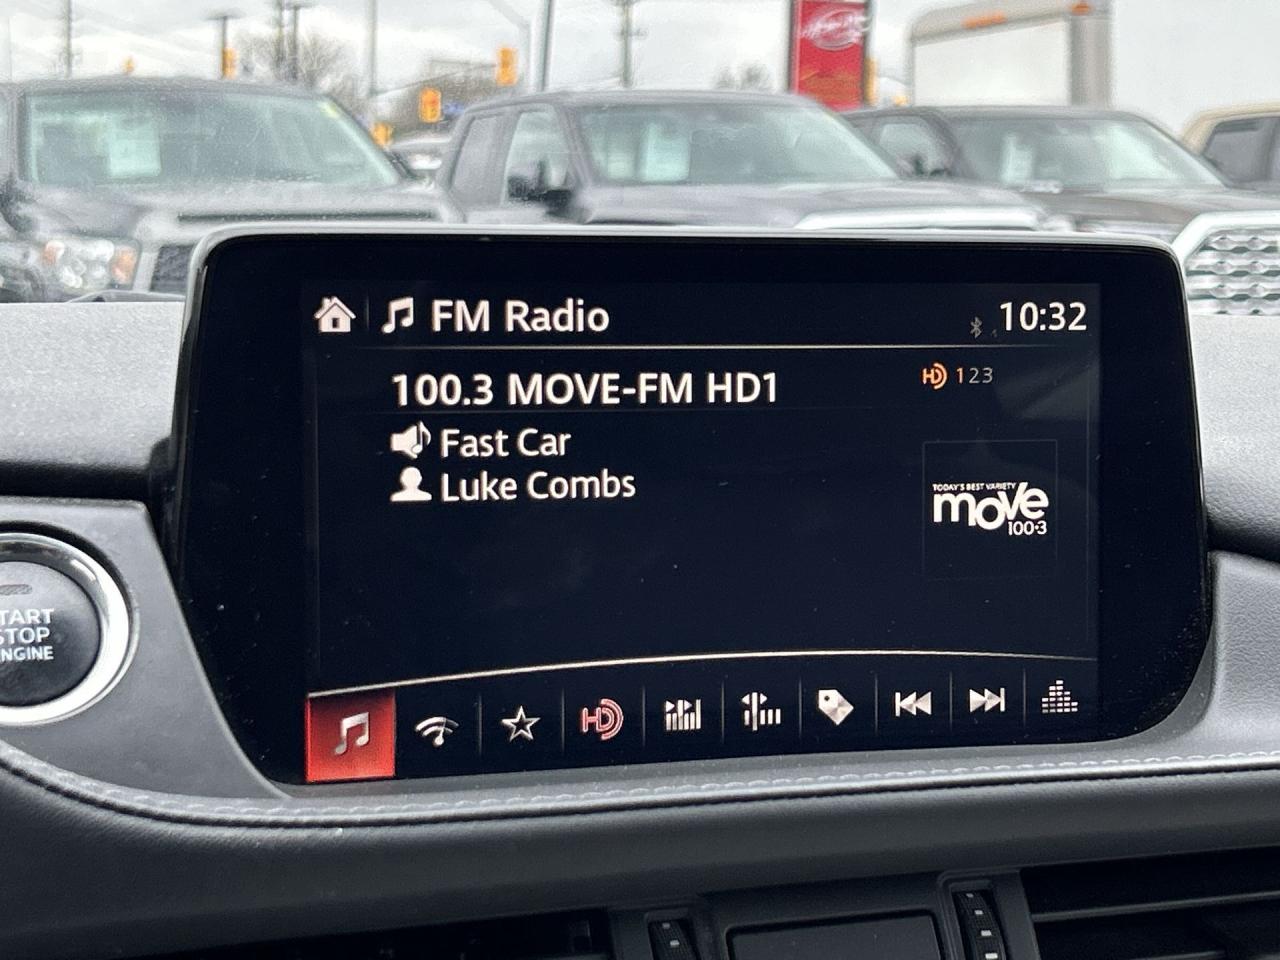 FM Radio
10:32
100.3 MOVE-FM HD1
HD 123
Fast Car
Luke Combs
TODAY'S BEST VARIETY
move
100.3
HD
START
STOP
ENGINE